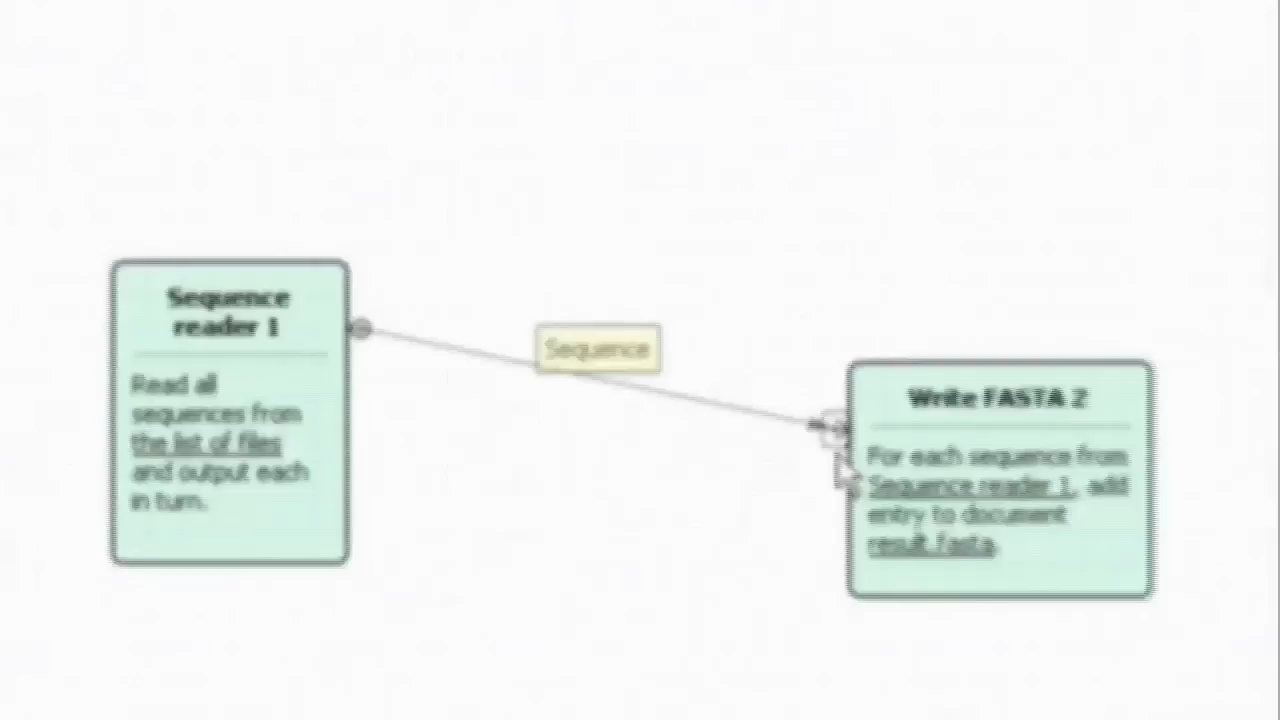 Sequence
reader 1
Read all
sequences from
the list of files
and output each
in turn.
Sequence
Write FASTA 2
For each sequence from
Sequence reader 1, add
entry to document
result.fasta.